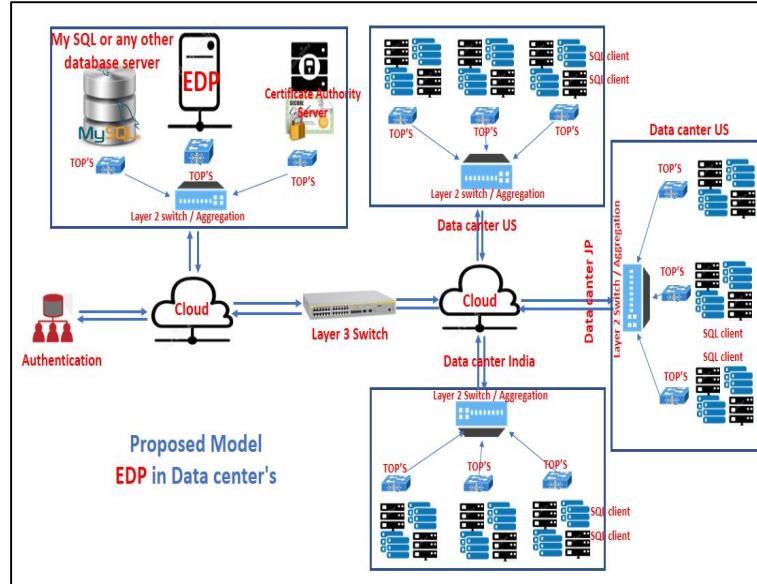 My SQL or any other
database server
EDP
Certificate Authority
Server
SECURE
MySQL
TOP'S
TOP'S
TOP'S
Layer 2 switch / Aggregation
SQL client
SQL client
TOP'S
TOP'S
TOP'S
Layer 2 switch / Aggregation
Data canter US
Data canter US
TOP'S
TOP'S
SQL client
SQL client
TOP'S
Layer 2 Switch / Aggregation
Data canter JP
Authentication
Cloud
Layer 3 Switch
Cloud
Data canter India
Layer 2 Switch / Aggregation
TOP'S
TOP'S
TOP'S
SQL client
SQL client
Proposed Model
EDP in Data center's